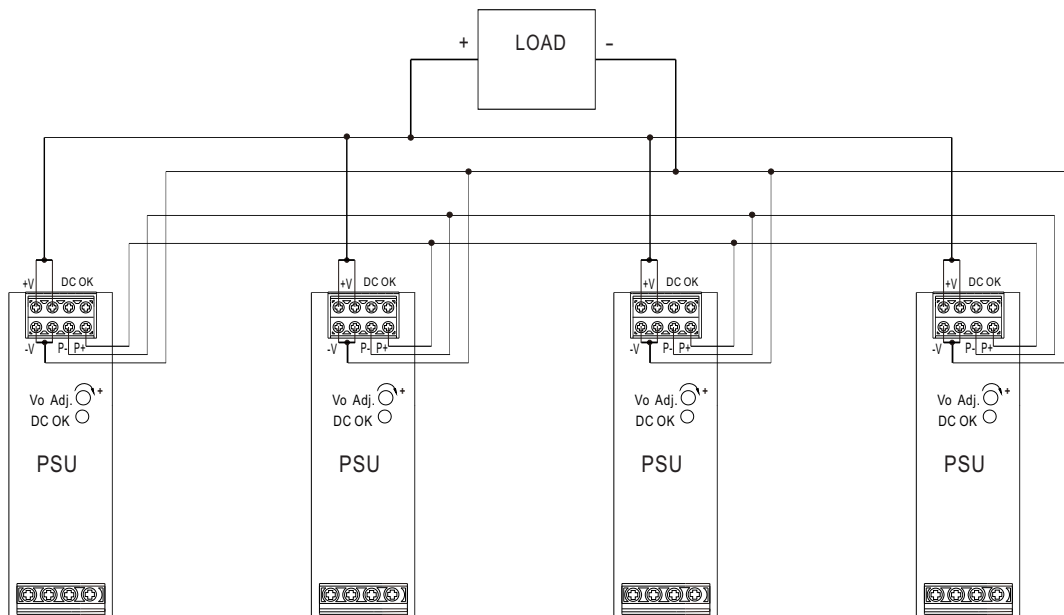 + LOAD -
+V DC OK
+V DC OK
+V DC OK
+V DC OK
-V P- P+
-V P- P+
-V P- P+
-V P- P+
Vo Adj. +
Vo Adj. +
Vo Adj. +
Vo Adj. +
DC OK
DC OK
DC OK
DC OK
PSU
PSU
PSU
PSU